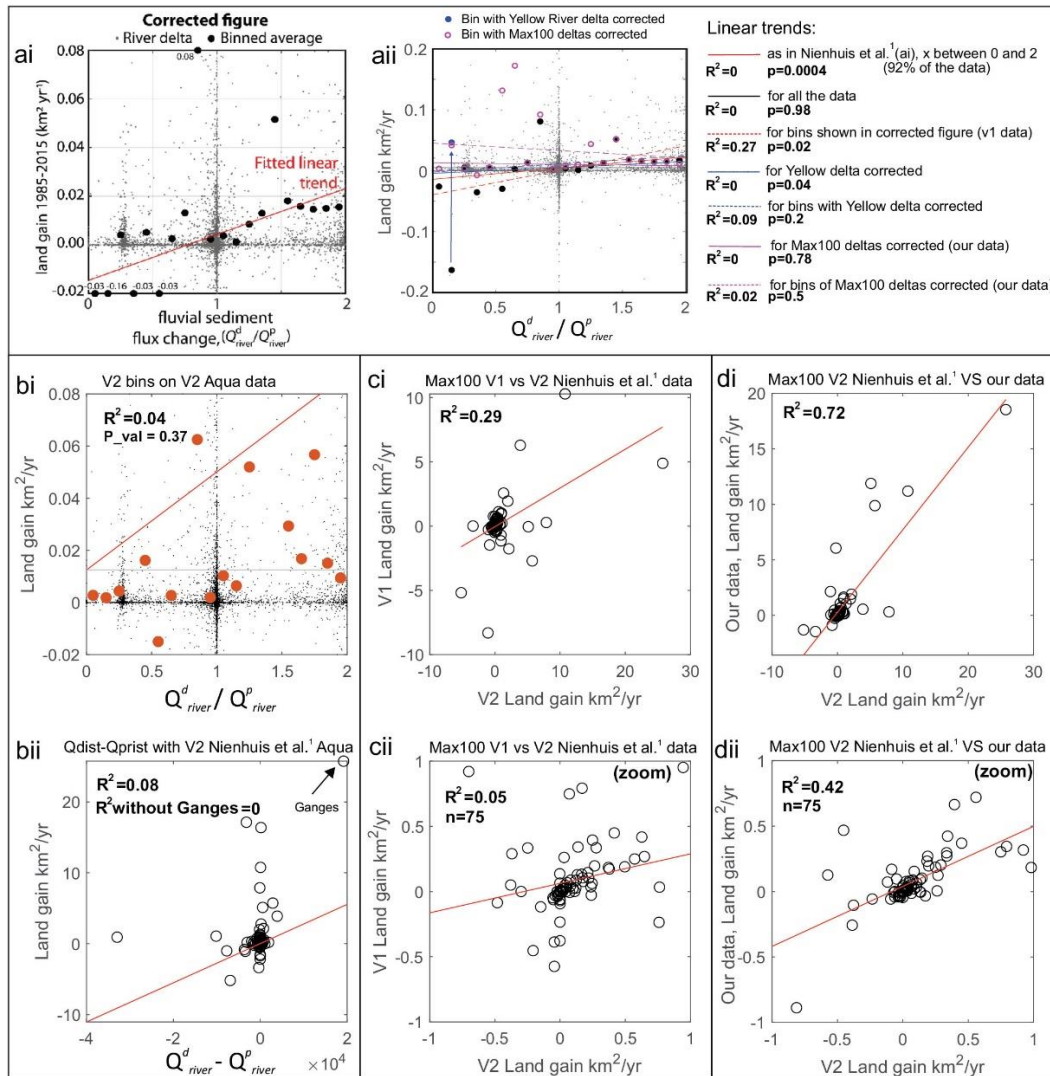 ai
Corrected figure
River delta
Binned average
0.08
0.06
0.04
0.02
0.00
-0.02
0.08
-0.03 -0.16 -0.03 -0.03
Fitted linear
trend
land gain 1985-2015 (km² yr⁻¹)
0 1 2
fluvial sediment
flux change, (Q^d_river/Q^p_river)
aii
Bin with Yellow River delta corrected
Bin with Max100 deltas corrected
0.2
0.1
0
-0.1
0.2
Land gain km²/yr
0 0.5 1 1.5 2
Q^d_river / Q^p_river
Linear trends:
as in Nienhuis et al.¹(ai), x between 0 and 2
R²=0 p=0.0004 (92% of the data)
for all the data
R²=0 p=0.98
for bins shown in corrected figure (v1 data)
R²=0.27 p=0.02
for Yellow delta corrected
R²=0 p=0.04
for bins with Yellow delta corrected
R²=0.09 p=0.2
for Max100 deltas corrected (our data)
R²=0 p=0.78
for bins of Max100 deltas corrected (our data)
R²=0.02 p=0.5
bi
V2 bins on V2 Aqua data
R²=0.04
P_val = 0.37
0.08
0.06
0.04
0.02
0
-0.02
Land gain km²/yr
0 0.5 1 1.5 2
Q^d_river / Q^p_river
ci
Max100 V1 vs V2 Nienhuis et al.¹ data
R²=0.29
10
5
0
-5
-10
V1 Land gain km²/yr
-10 0 10 20 30
V2 Land gain km²/yr
di
Max100 V2 Nienhuis et al.¹ VS our data
R²=0.72
20
15
10
5
0
Our data, Land gain km²/yr
-10 0 10 20 30
V2 Land gain km²/yr
bii
Qdist-Qprist with V2 Nienhuis et al.¹ Aqua
R²=0.08
R²without Ganges=0
Ganges
20
10
0
-10
Land gain km²/yr
-4 -2 0 2
× 10⁴
Q^d_river - Q^p_river
cii
Max100 V1 vs V2 Nienhuis et al.¹ data
(zoom)
R²=0.05
n=75
1
0.5
0
-0.5
-1
V1 Land gain km²/yr
-1 -0.5 0 0.5 1
V2 Land gain km²/yr
dii
Max100 V2 Nienhuis et al.¹ VS our data
(zoom)
R²=0.42
n=75
1
0.5
0
-0.5
-1
Our data, Land gain km²/yr
-1 -0.5 0 0.5 1
V2 Land gain km²/yr